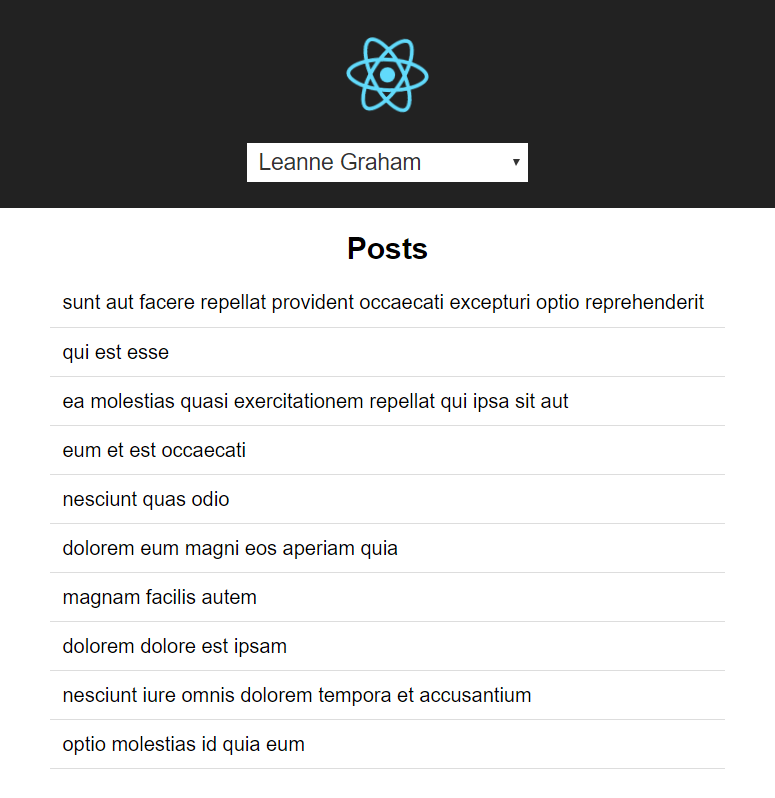 Leanne Graham
Posts
sunt aut facere repellat provident occaecati excepturi optio reprehenderit
qui est esse
ea molestias quasi exercitationem repellat qui ipsa sit aut
eum et est occaecati
nesciunt quas odio
dolorem eum magni eos aperiam quia
magnam facilis autem
dolorem dolore est ipsam
nesciunt iure omnis dolorem tempora et accusantium
optio molestias id quia eum